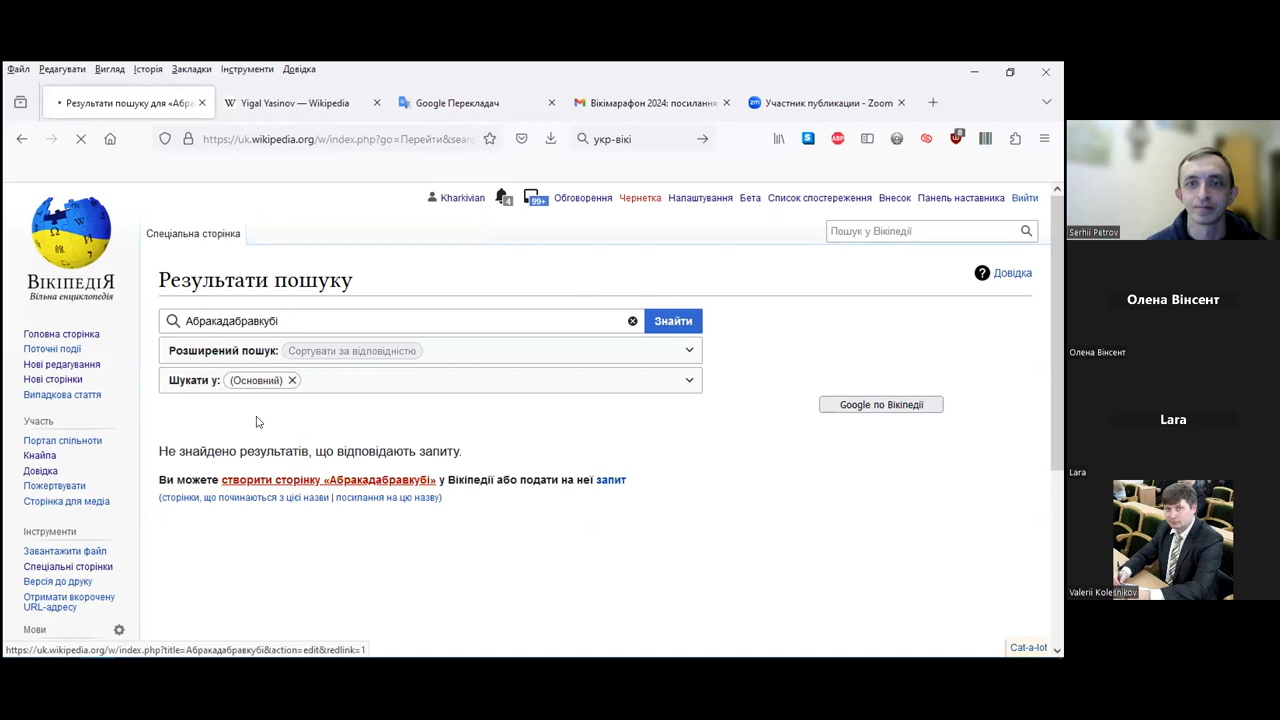 Файл Редагувати Вигляд Історія Закладки Інструменти Довідка
Результати пошуку для «Абра
Yigal Yasinov — Wikipedia
Google Перекладач
Вікімарафон 2024: посилання
Участник публикации - Zoom
https://uk.wikipedia.org/w/index.php?go=Перейти&sear
укр-вікі
8
Kharkivian 4 99+ Обговорення Чернетка Налаштування Бета Список спостереження Внесок Панель наставника Вийти
Спеціальна сторінка
Пошук у Вікіпедії
ВІКІПЕДІЯ
Вільна енциклопедія
Результати пошуку
Довідка
Абракадабравкубі
Знайти
Розширений пошук: Сортувати за відповідністю
Шукати у: (Основний)
Google по Вікіпедії
Не знайдено результатів, що відповідають запиту.
Ви можете створити сторінку «Абракадабравкубі» у Вікіпедії або подати на неї запит
(сторінки, що починаються з цієї назви | посилання на цю назву)
Головна сторінка
Поточні події
Нові редагування
Нові сторінки
Випадкова стаття
Участь
Портал спільноти
Кнайпа
Довідка
Пожертвувати
Сторінка для медіа
Інструменти
Завантажити файл
Спеціальні сторінки
Версія до друку
Отримати вкорочену
URL-адресу
Мови
https://uk.wikipedia.org/w/index.php?title=Абракадабравкубі&action=edit&redlink=1
Cat-a-lot
Serhii Petrov
Олена Вінсент
Олена Вінсент
Lara
Lara
Valerii Kolesnikov